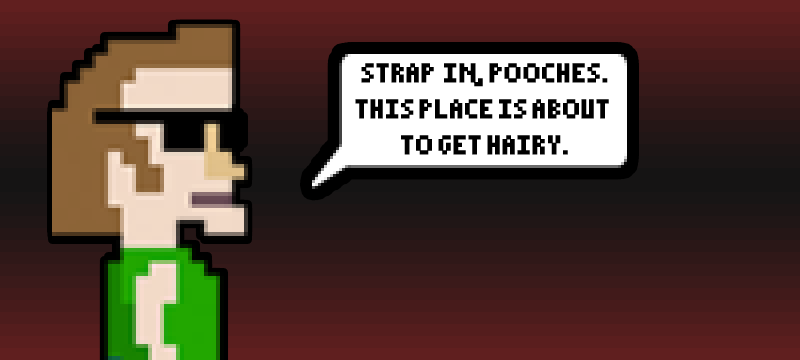 STRAP IN, POOCHES.
THIS PLACE IS ABOUT
TO GET HAIRY.